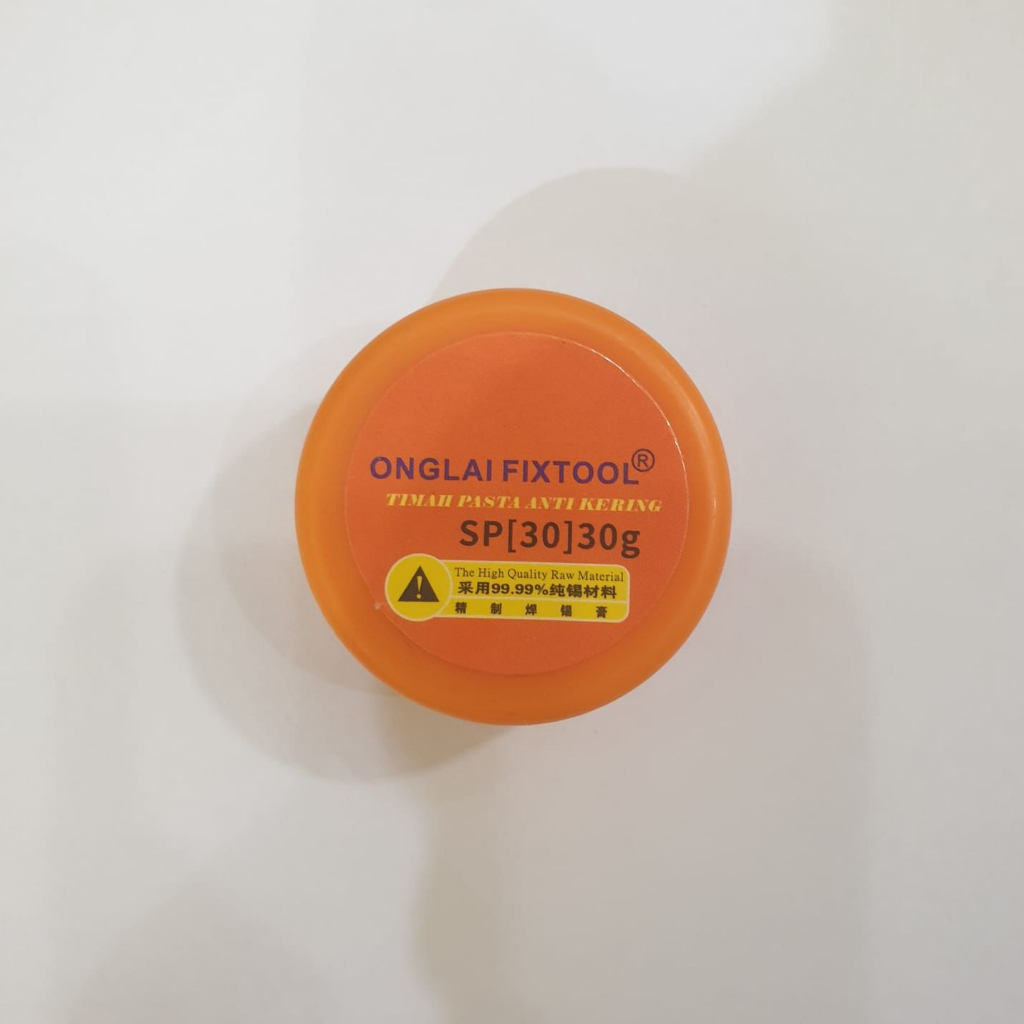 ONGLAI FIXTOOL®
TIMAH PASTA ANTI KERING
SP[30]30g
The High Quality Raw Material
采用99.99%纯锡材料
精制焊锡膏